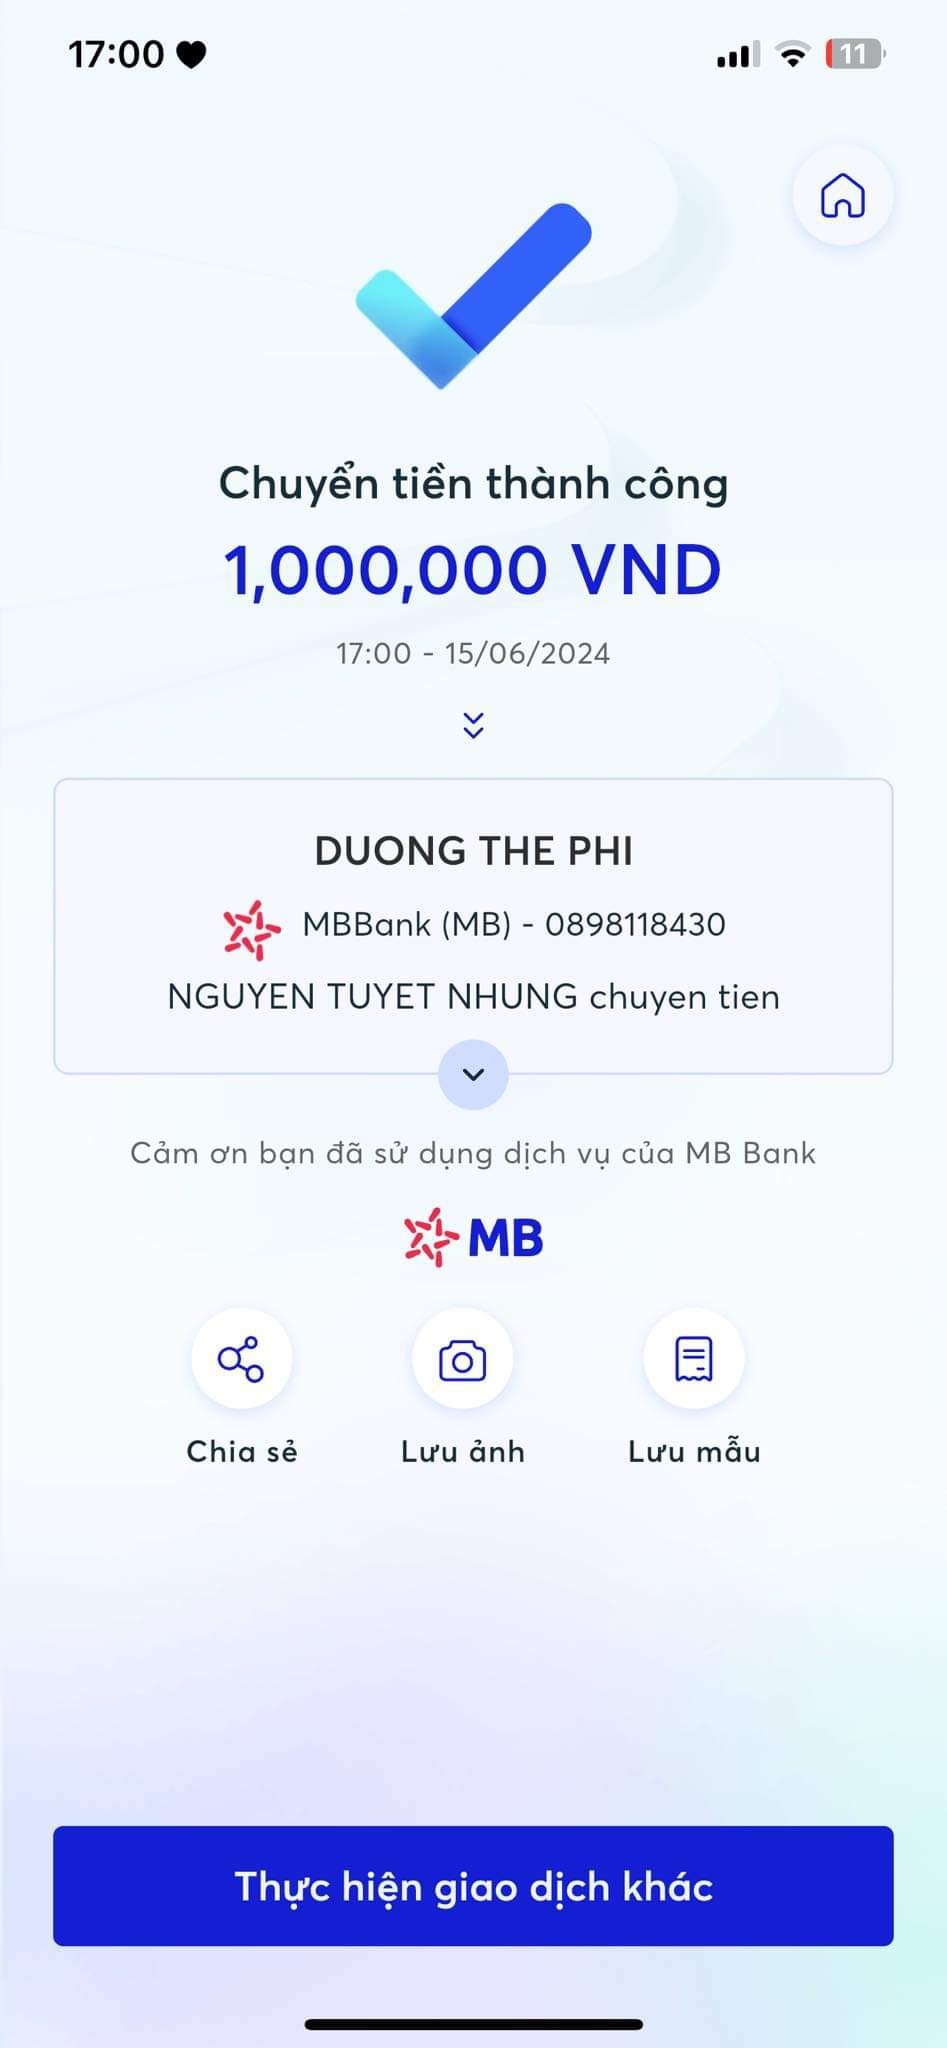 17:00
11
Chuyển tiền thành công
1,000,000 VND
17:00 - 15/06/2024
DUONG THE PHI
MBBank (MB) - 0898118430
NGUYEN TUYET NHUNG chuyen tien
Cảm ơn bạn đã sử dụng dịch vụ của MB Bank
MB
Chia sẻ Lưu ảnh Lưu mẫu
Thực hiện giao dịch khác